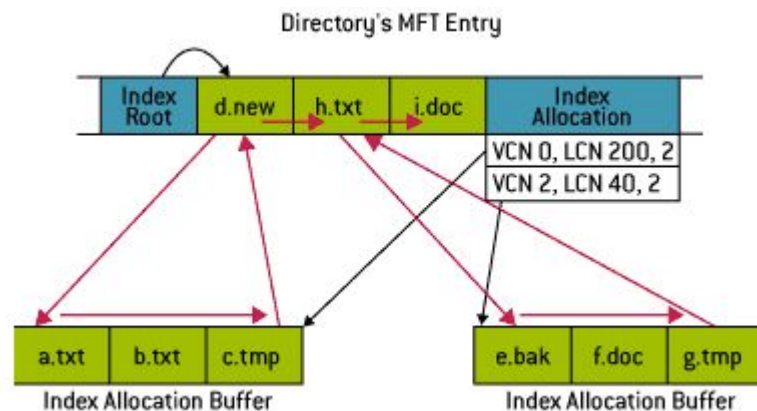 Directory's MFT Entry
Index Root
d.new
h.txt
i.doc
Index Allocation
VCN 0, LCN 200, 2
VCN 2, LCN 40, 2
a.txt
b.txt
c.tmp
e.bak
f.doc
g.tmp
Index Allocation Buffer
Index Allocation Buffer